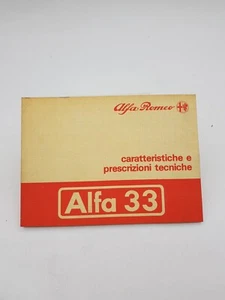 Alfa Romeo
caratteristiche e
prescrizioni tecniche
Alfa 33